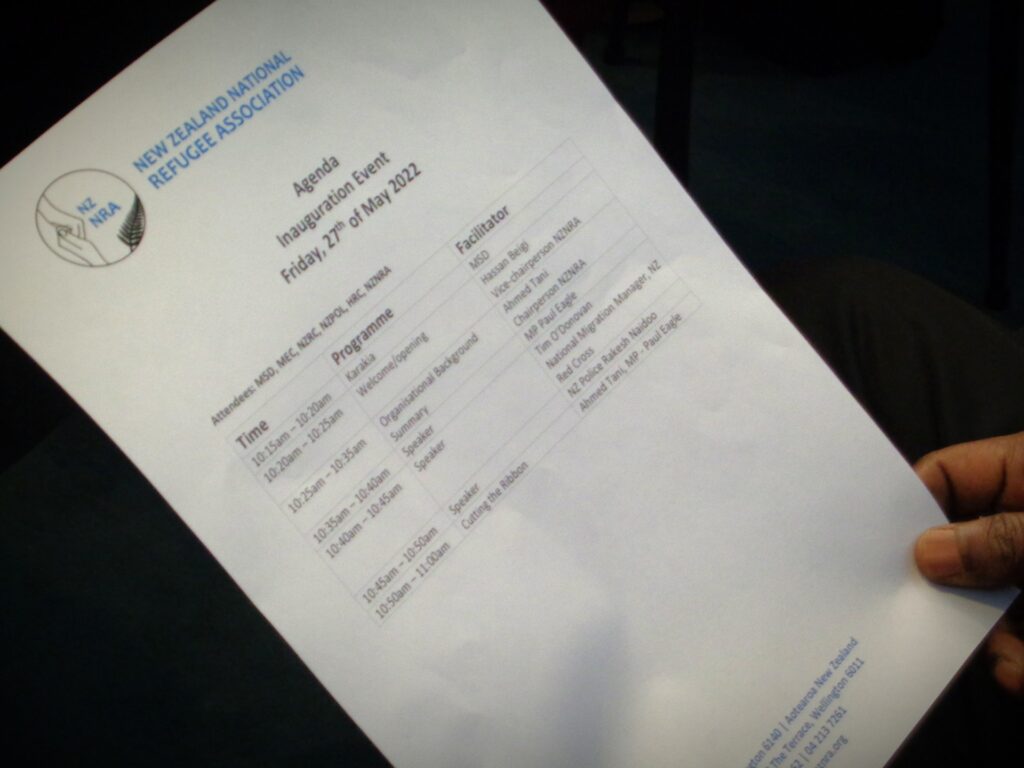 NEW ZEALAND NATIONAL
REFUGEE ASSOCIATION
NZ
NRA
Agenda
Inauguration Event
Friday, 27th of May 2022
Attendees: MSD, MEC, NZRC, NZPOL, HRC, NZNRA
Time Programme Facilitator
10:15am – 10:20am Karakia MSD
10:20am – 10:25am Welcome/opening Hassan Beigi
Vice-chairperson NZNRA
10:25am – 10:35am Organisational Background Ahmed Tani
Summary Chairperson NZNRA
10:35am – 10:40am Speaker MP Paul Eagle
10:40am – 10:45am Speaker Tim O'Donovan
National Migration Manager, NZ
Red Cross
10:45am – 10:50am Speaker NZ Police Rakesh Naidoo
10:50am – 11:00am Cutting the Ribbon Ahmed Tani, MP - Paul Eagle
6140 | Aotearoa New Zealand
The Terrace, Wellington 6011
| 04 213 7261